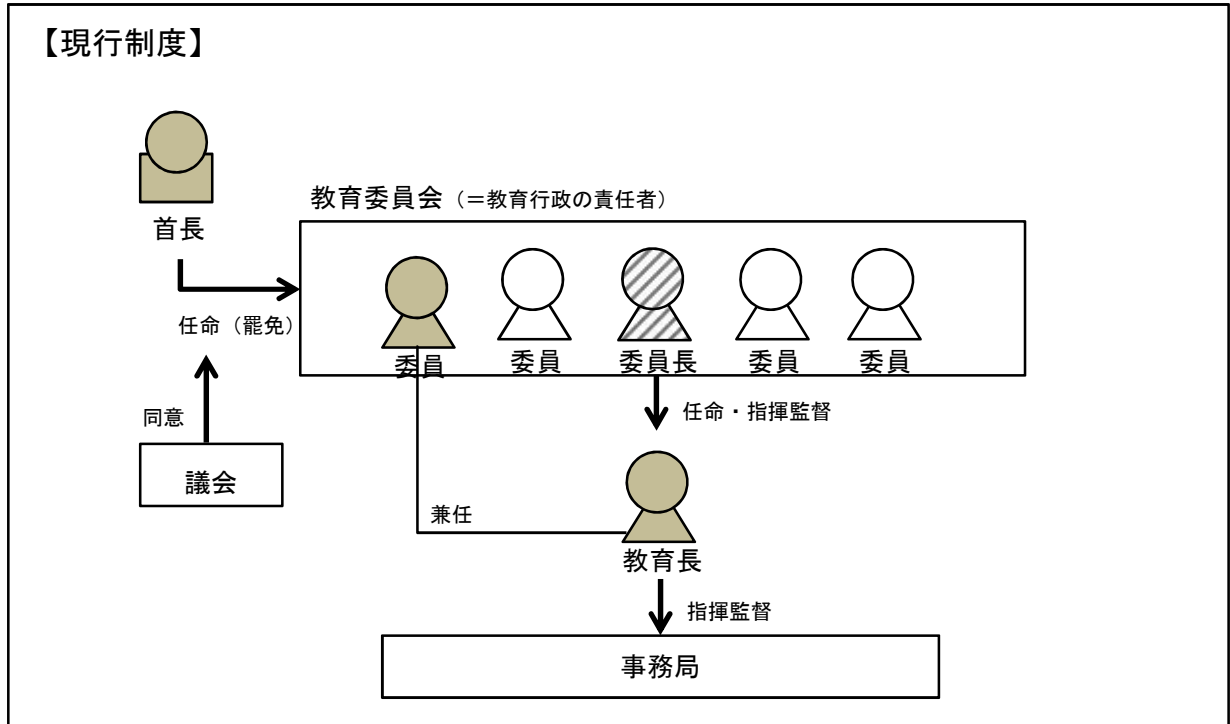 【現行制度】
首長
教育委員会（＝教育行政の責任者）
任命（罷免）
委員
委員
委員長
委員
委員
同意
議会
任命・指揮監督
兼任
教育長
指揮監督
事務局